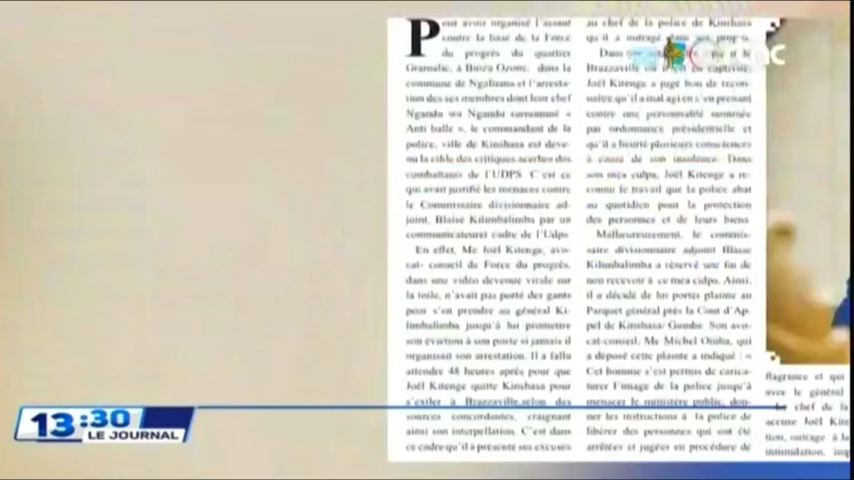 Pour avoir organisé l'assaut
contre la base de la Force
du progrès du quartier
Gramalic, à Binza Ozone, dans la
commune de Ngaliema et l'arresta-
tion des ses membres dont leur chef
Ngandu wa Ngandu surnommé «
Anti balle », le commandant de la
police, ville de Kinshasa est deve-
nu la cible des critiques acerbes des
combattants de l'UDPS. C'est ce
qui avait justifié les menaces contre
le Commissaire divisionnaire ad-
joint, Blaise Kilimbalimba par un
communicateur et cadre de l'Udps.
En effet, Me Joël Kitenge, avo-
cat- conseil de Force du progrès,
dans une vidéo devenue virale sur
la toile, n'avait pas porté des gants
pour s'en prendre au général Ki-
limbalimba jusqu'à lui promettre
son éviction à son poste si jamais il
organisait son arrestation. Il a fallu
attendre 48 heures après pour que
Joël Kitenge quitte Kinshasa pour
s'exiler à Brazzaville, selon des
sources concordantes, craignant
ainsi son interpellation. C'est dans
ce cadre qu'il a présenté ses excuses
au chef de la police de Kinshasa
qu'il a outragé dans ses propos.
Brazzaville où il vit en captivité,
Joël Kitenge a jugé bon de recon-
naître qu'il a mal agi en s'en prenant
contre une personnalité nommée
par ordonnance présidentielle et
qu'il a heurté plusieurs consciences
à cause de son insolence. Dans
son mea culpa, Joël Kitenge a re-
connu le travail que la police abat
au quotidien pour la protection
des personnes et de leurs biens.
Malheureusement, le commis-
saire divisionnaire adjoint Blaise
Kilimbalimba a réservé une fin de
non recevoir à ce mea culpa. Ainsi,
il a décidé de lui porter plainte au
Parquet général près la Cour d'Ap-
pel de Kinshasa/ Gombe. Son avo-
cat-conseil, Me Michel Otuba, qui
a déposé cette plainte a indiqué : «
Cet homme s'est permis de carica-
turer l'image de la police jusqu'à
menacer le ministère public, don-
ner les instructions à la police de
libérer des personnes qui ont été
arrêtées et jugées en procédure de
flagrance et qui
avec le général
Le chef de la
accuse Joël Kite
tion, outrage à la
intimidation, imp
13:30
LE JOURNAL